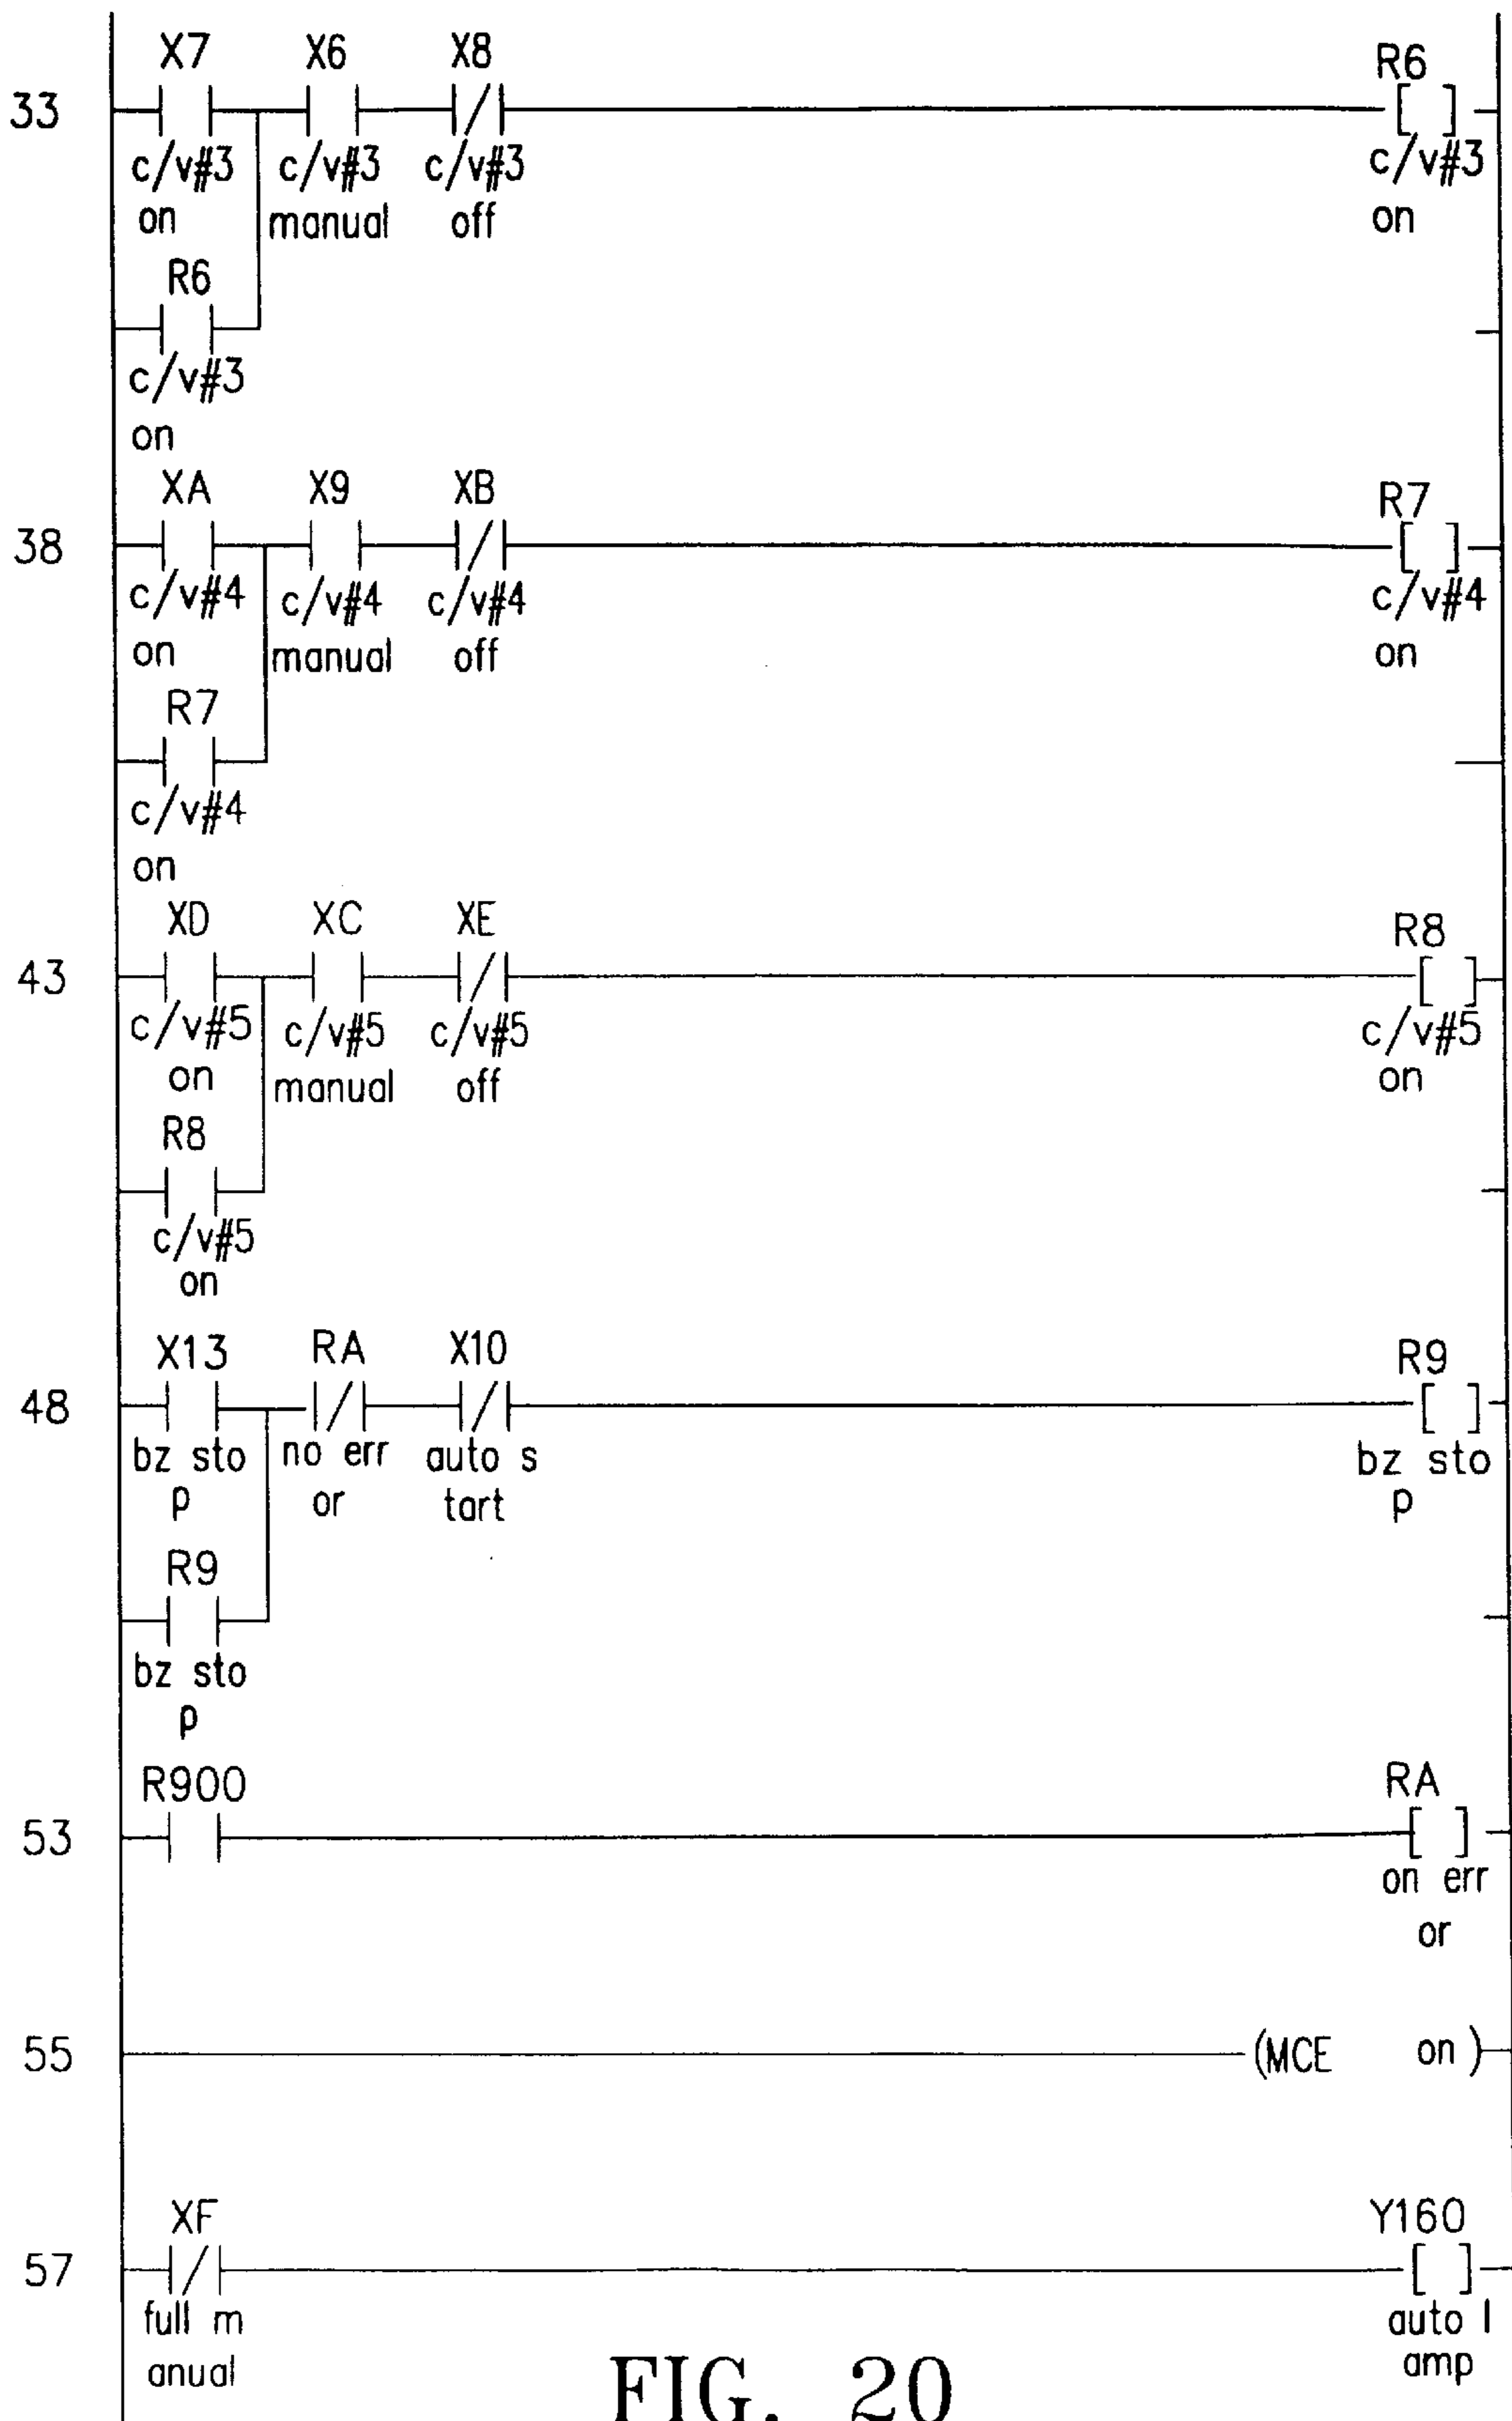 X7 X6 X8 R6
33
c/v#3 c/v#3 c/v#3 c/v#3
on manual off on
R6
c/v#3
on
XA X9 XB R7
38
c/v#4 c/v#4 c/v#4 c/v#4
on manual off on
R7
c/v#4
on
XD XC XE R8
43
c/v#5 c/v#5 c/v#5 c/v#5
on manual off on
R8
c/v#5
on
X13 RA X10 R9
48
bz sto no err auto s bz sto
p or tart p
R9
bz sto
p
R900 RA
53
on err
or
55 (MCE on)
XF Y160
57
full m auto l
anual amp
FIG. 20